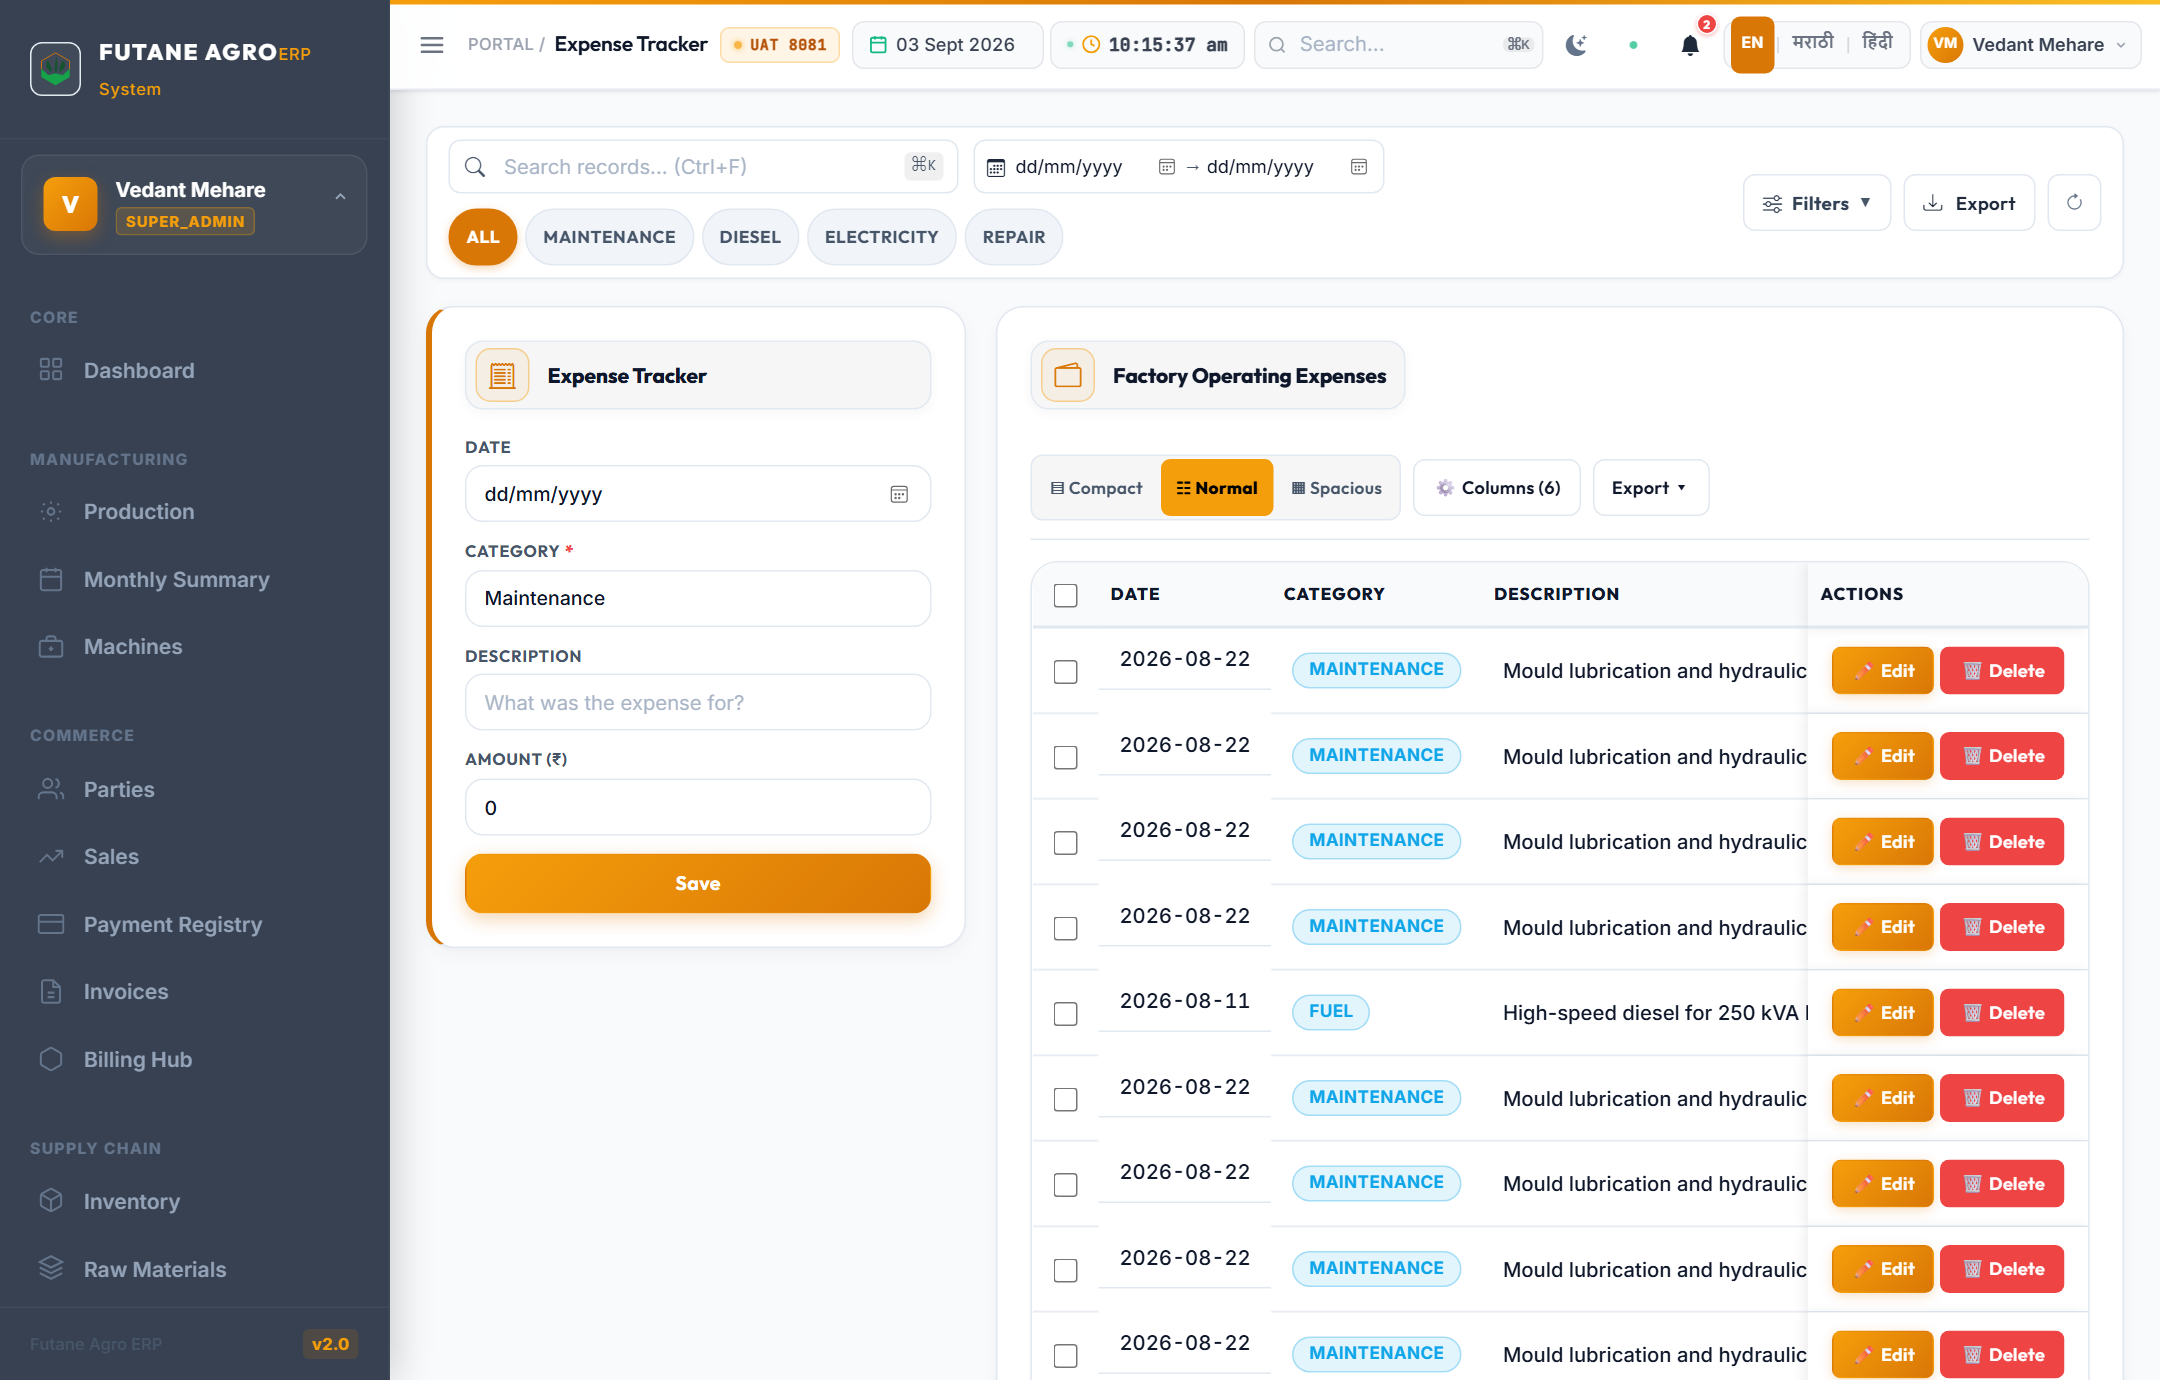 FUTANE AGROERP
System
V
Vedant Mehare
SUPER_ADMIN
CORE
Dashboard
MANUFACTURING
Production
Monthly Summary
Machines
COMMERCE
Parties
Sales
Payment Registry
Invoices
Billing Hub
SUPPLY CHAIN
Inventory
Raw Materials
Futane Agro ERP
v2.0
PORTAL / Expense Tracker
UAT 8081
03 Sept 2026
10:15:37 am
Search... ⌘K
2
EN | मराठी | हिंदी
VM Vedant Mehare
Search records... (Ctrl+F) ⌘K
dd/mm/yyyy → dd/mm/yyyy
ALL MAINTENANCE DIESEL ELECTRICITY REPAIR
Filters ▼ Export
Expense Tracker
DATE
dd/mm/yyyy
CATEGORY *
Maintenance
DESCRIPTION
What was the expense for?
AMOUNT (₹)
0
Save
Factory Operating Expenses
Compact Normal Spacious Columns (6) Export ▾
DATE CATEGORY DESCRIPTION ACTIONS
2026-08-22 MAINTENANCE Mould lubrication and hydraulic Edit Delete
2026-08-22 MAINTENANCE Mould lubrication and hydraulic Edit Delete
2026-08-22 MAINTENANCE Mould lubrication and hydraulic Edit Delete
2026-08-22 MAINTENANCE Mould lubrication and hydraulic Edit Delete
2026-08-11 FUEL High-speed diesel for 250 kVA Edit Delete
2026-08-22 MAINTENANCE Mould lubrication and hydraulic Edit Delete
2026-08-22 MAINTENANCE Mould lubrication and hydraulic Edit Delete
2026-08-22 MAINTENANCE Mould lubrication and hydraulic Edit Delete
2026-08-22 MAINTENANCE Mould lubrication and hydraulic Edit Delete